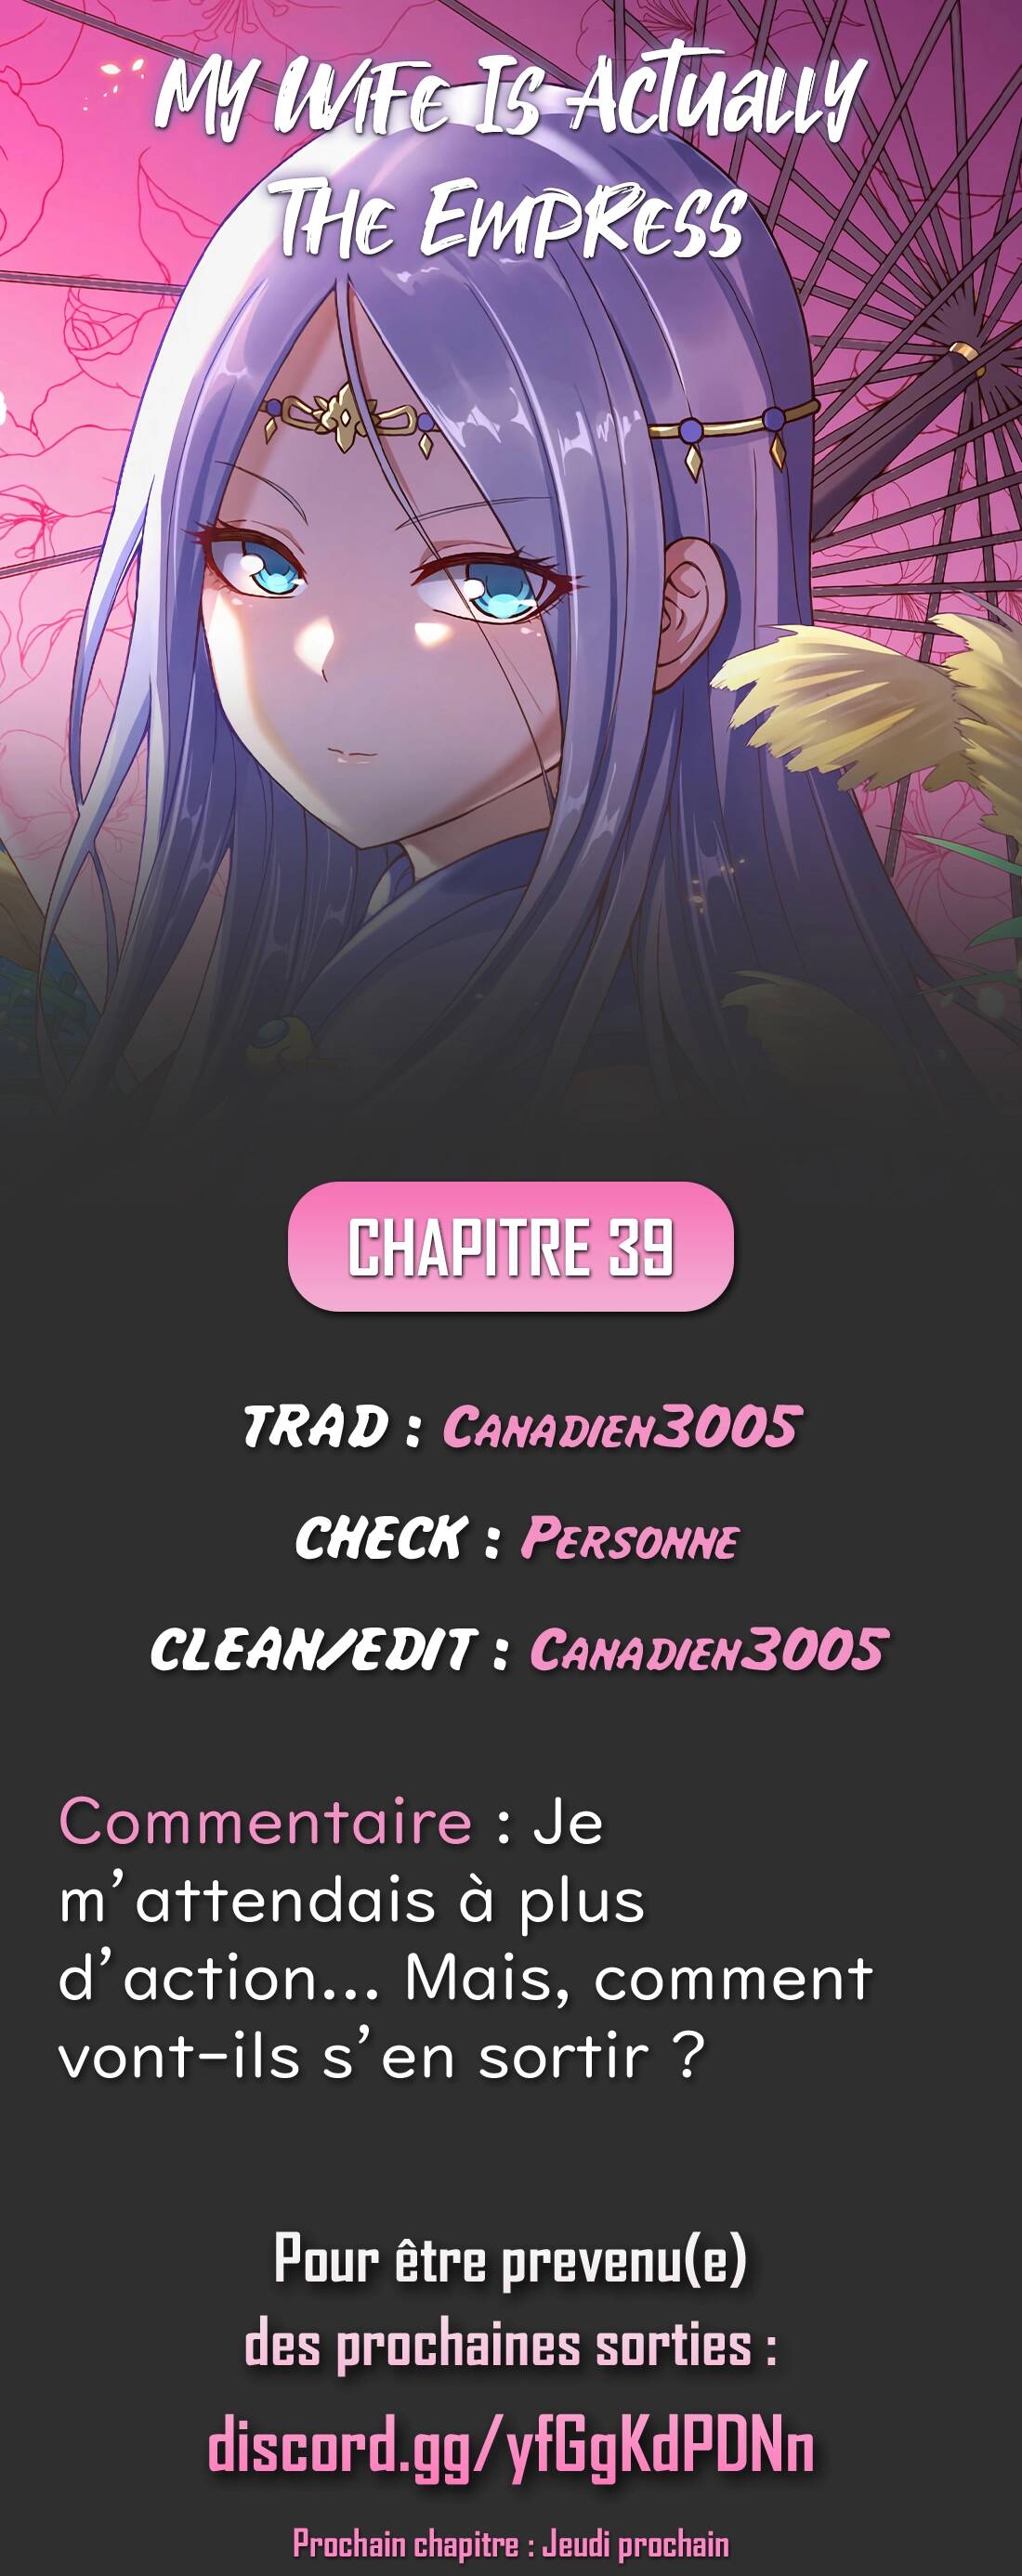 My Wife Is Actually
The Empress
CHAPITRE 39
TRAD : Canadien3005
CHECK : Personne
CLEAN/EDIT : Canadien3005
Commentaire : Je
m’attendais à plus
d’action... Mais, comment
vont-ils s’en sortir ?
Pour être prevenu(e)
des prochaines sorties :
discord.gg/yfGgKdPDNn
Prochain chapitre : Jeudi prochain